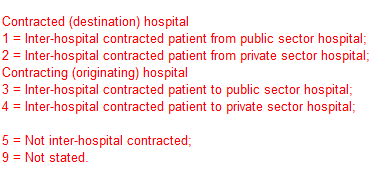 Contracted (destination) hospital
1 = Inter-hospital contracted patient from public sector hospital;
2 = Inter-hospital contracted patient from private sector hospital;
Contracting (originating) hospital
3 = Inter-hospital contracted patient to public sector hospital;
4 = Inter-hospital contracted patient to private sector hospital;
5 = Not inter-hospital contracted;
9 = Not stated.